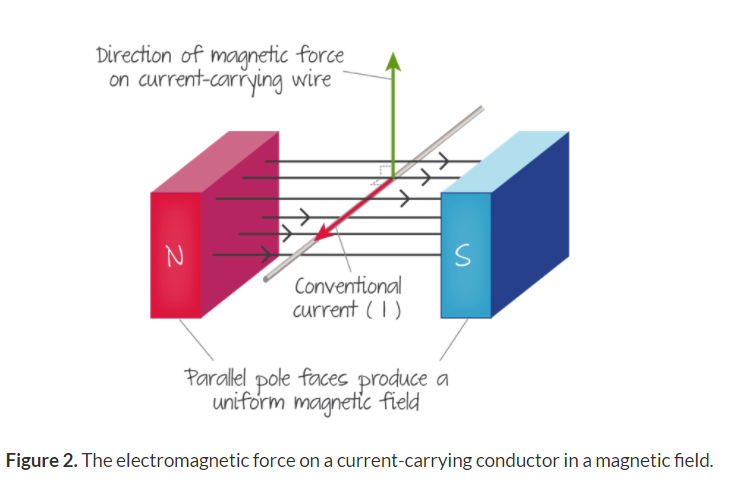 Direction of magnetic force
on current-carrying wire
N
S
Conventional
current ( I )
Parallel pole faces produce a
uniform magnetic field
Figure 2. The electromagnetic force on a current-carrying conductor in a magnetic field.